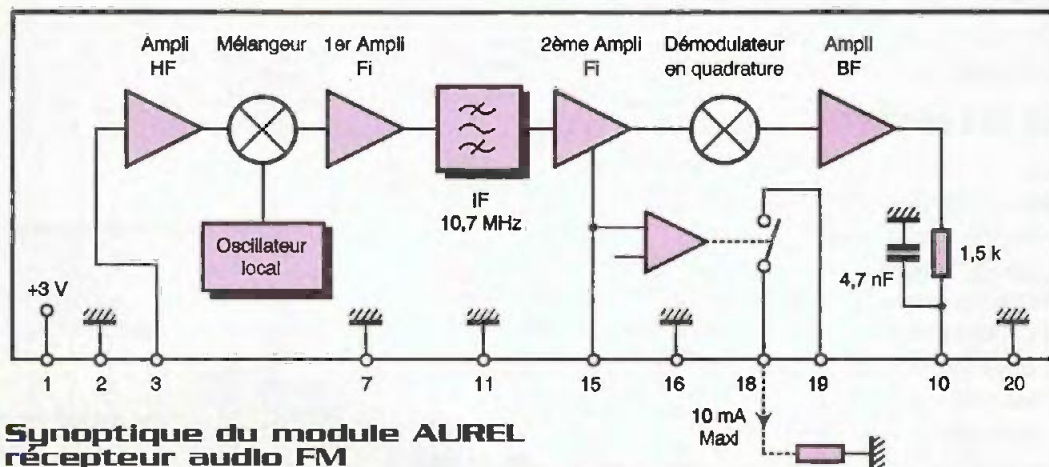 Ampli
HF
Mélangeur
1er Ampli
Fi
2ème Ampli
Fi
Démodulateur
en quadrature
Ampli
BF
IF
10,7 MHz
Oscillateur
local
1,5 k
4,7 nF
+3 V
1
2
3
7
11
15
16
18
19
10
20
10 mA
Maxi
Synoptique du module AUREL
récepteur audio FM